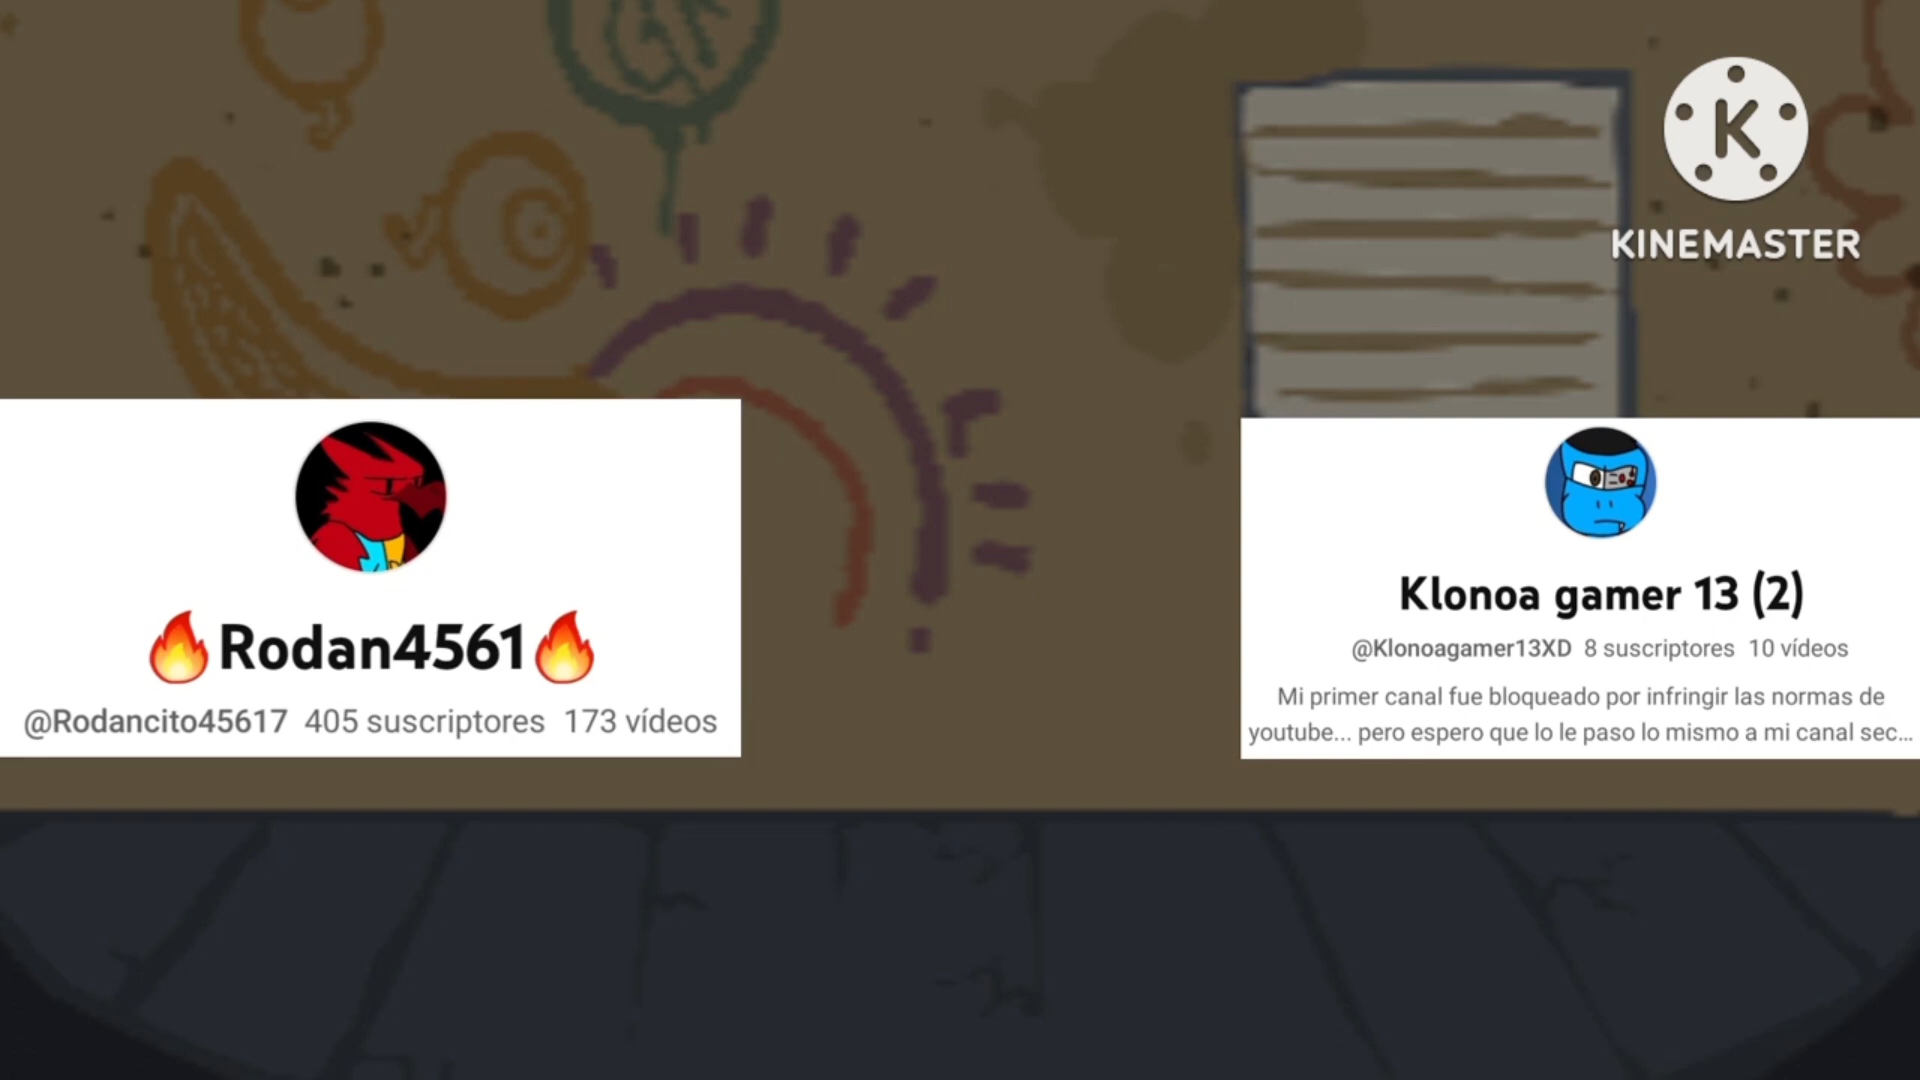 K
KINEMASTER
🔥Rodan4561🔥
@Rodancito45617 405 suscriptores 173 vídeos
Klonoa gamer 13 (2)
@Klonoagamer13XD 8 suscriptores 10 vídeos
Mi primer canal fue bloqueado por infringir las normas de
youtube... pero espero que lo le paso lo mismo a mi canal sec...